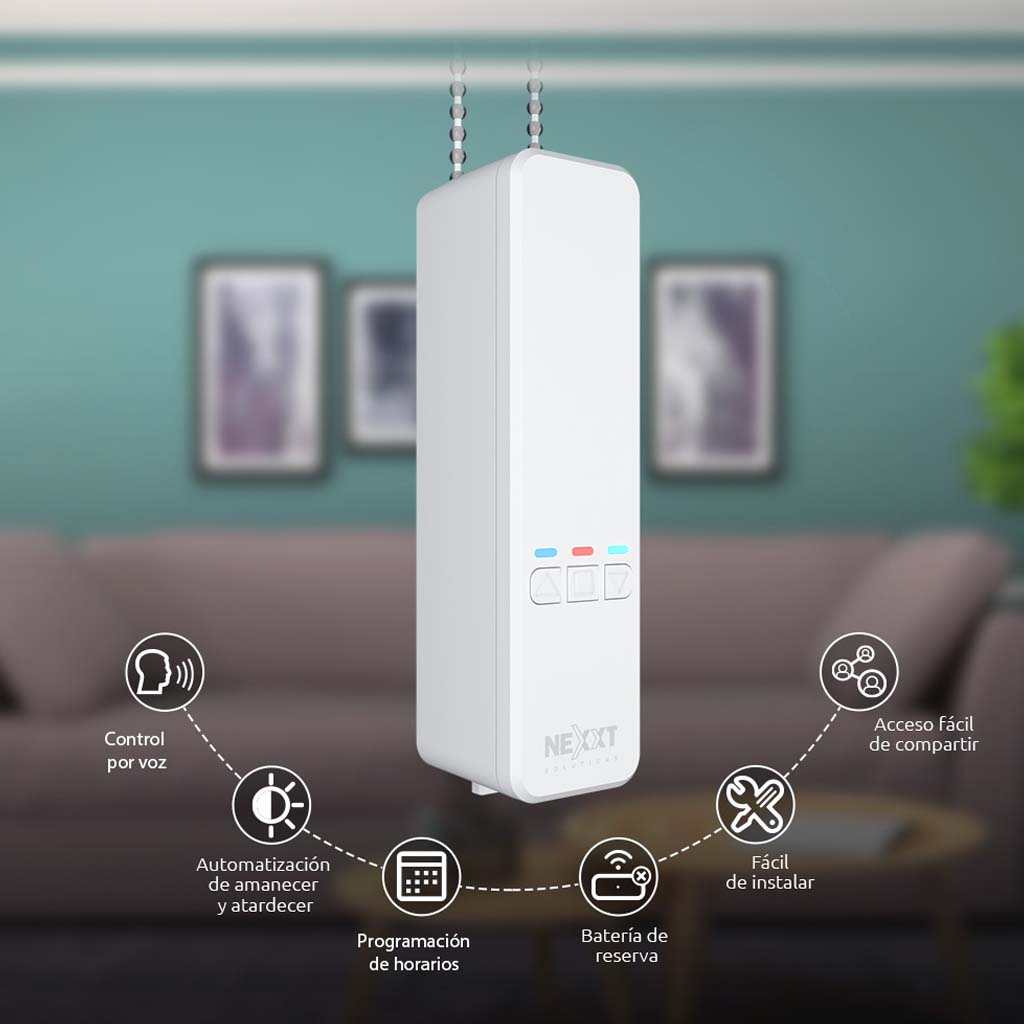 NEXXT
SOLUTIONS
Control
por voz
Automatización
de amanecer
y atardecer
Programación
de horarios
Batería de
reserva
Fácil
de instalar
Acceso fácil
de compartir